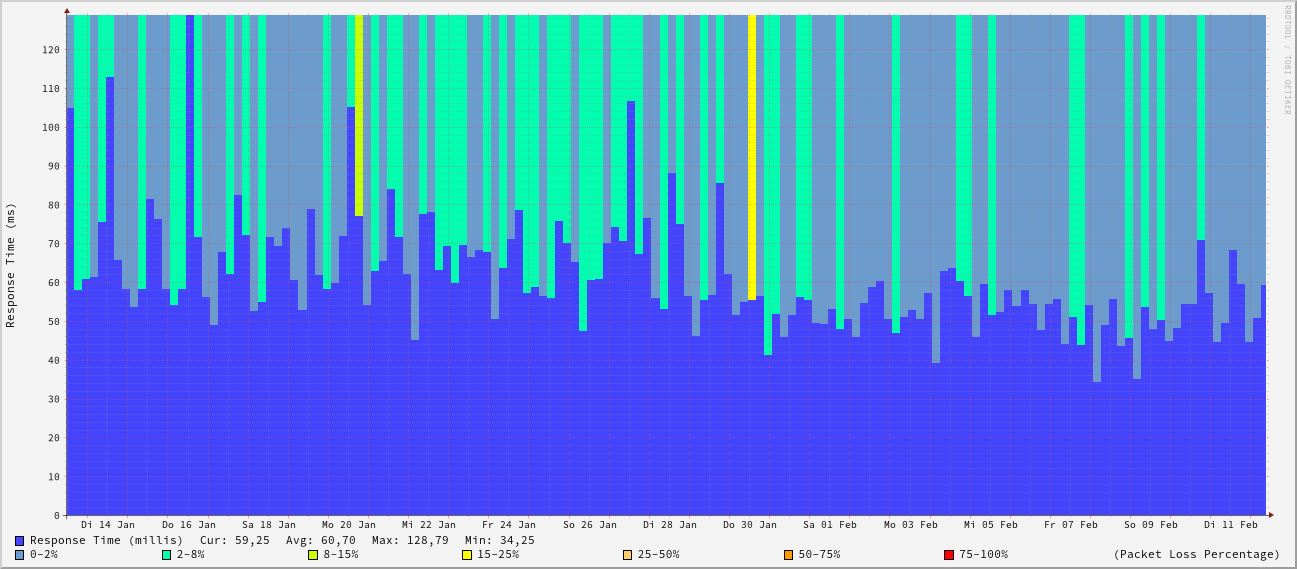 RRDTOOL / TOBI OETIKER
Response Time (ms)
120
110
100
90
80
70
60
50
40
30
20
10
0
Di 14 Jan Do 16 Jan Sa 18 Jan Mo 20 Jan Mi 22 Jan Fr 24 Jan So 26 Jan Di 28 Jan Do 30 Jan Sa 01 Feb Mo 03 Feb Mi 05 Feb Fr 07 Feb So 09 Feb Di 11 Feb
Response Time (millis) Cur: 59,25 Avg: 60,70 Max: 128,79 Min: 34,25
0-2% 2-8% 8-15% 15-25% 25-50% 50-75% 75-100% (Packet Loss Percentage)